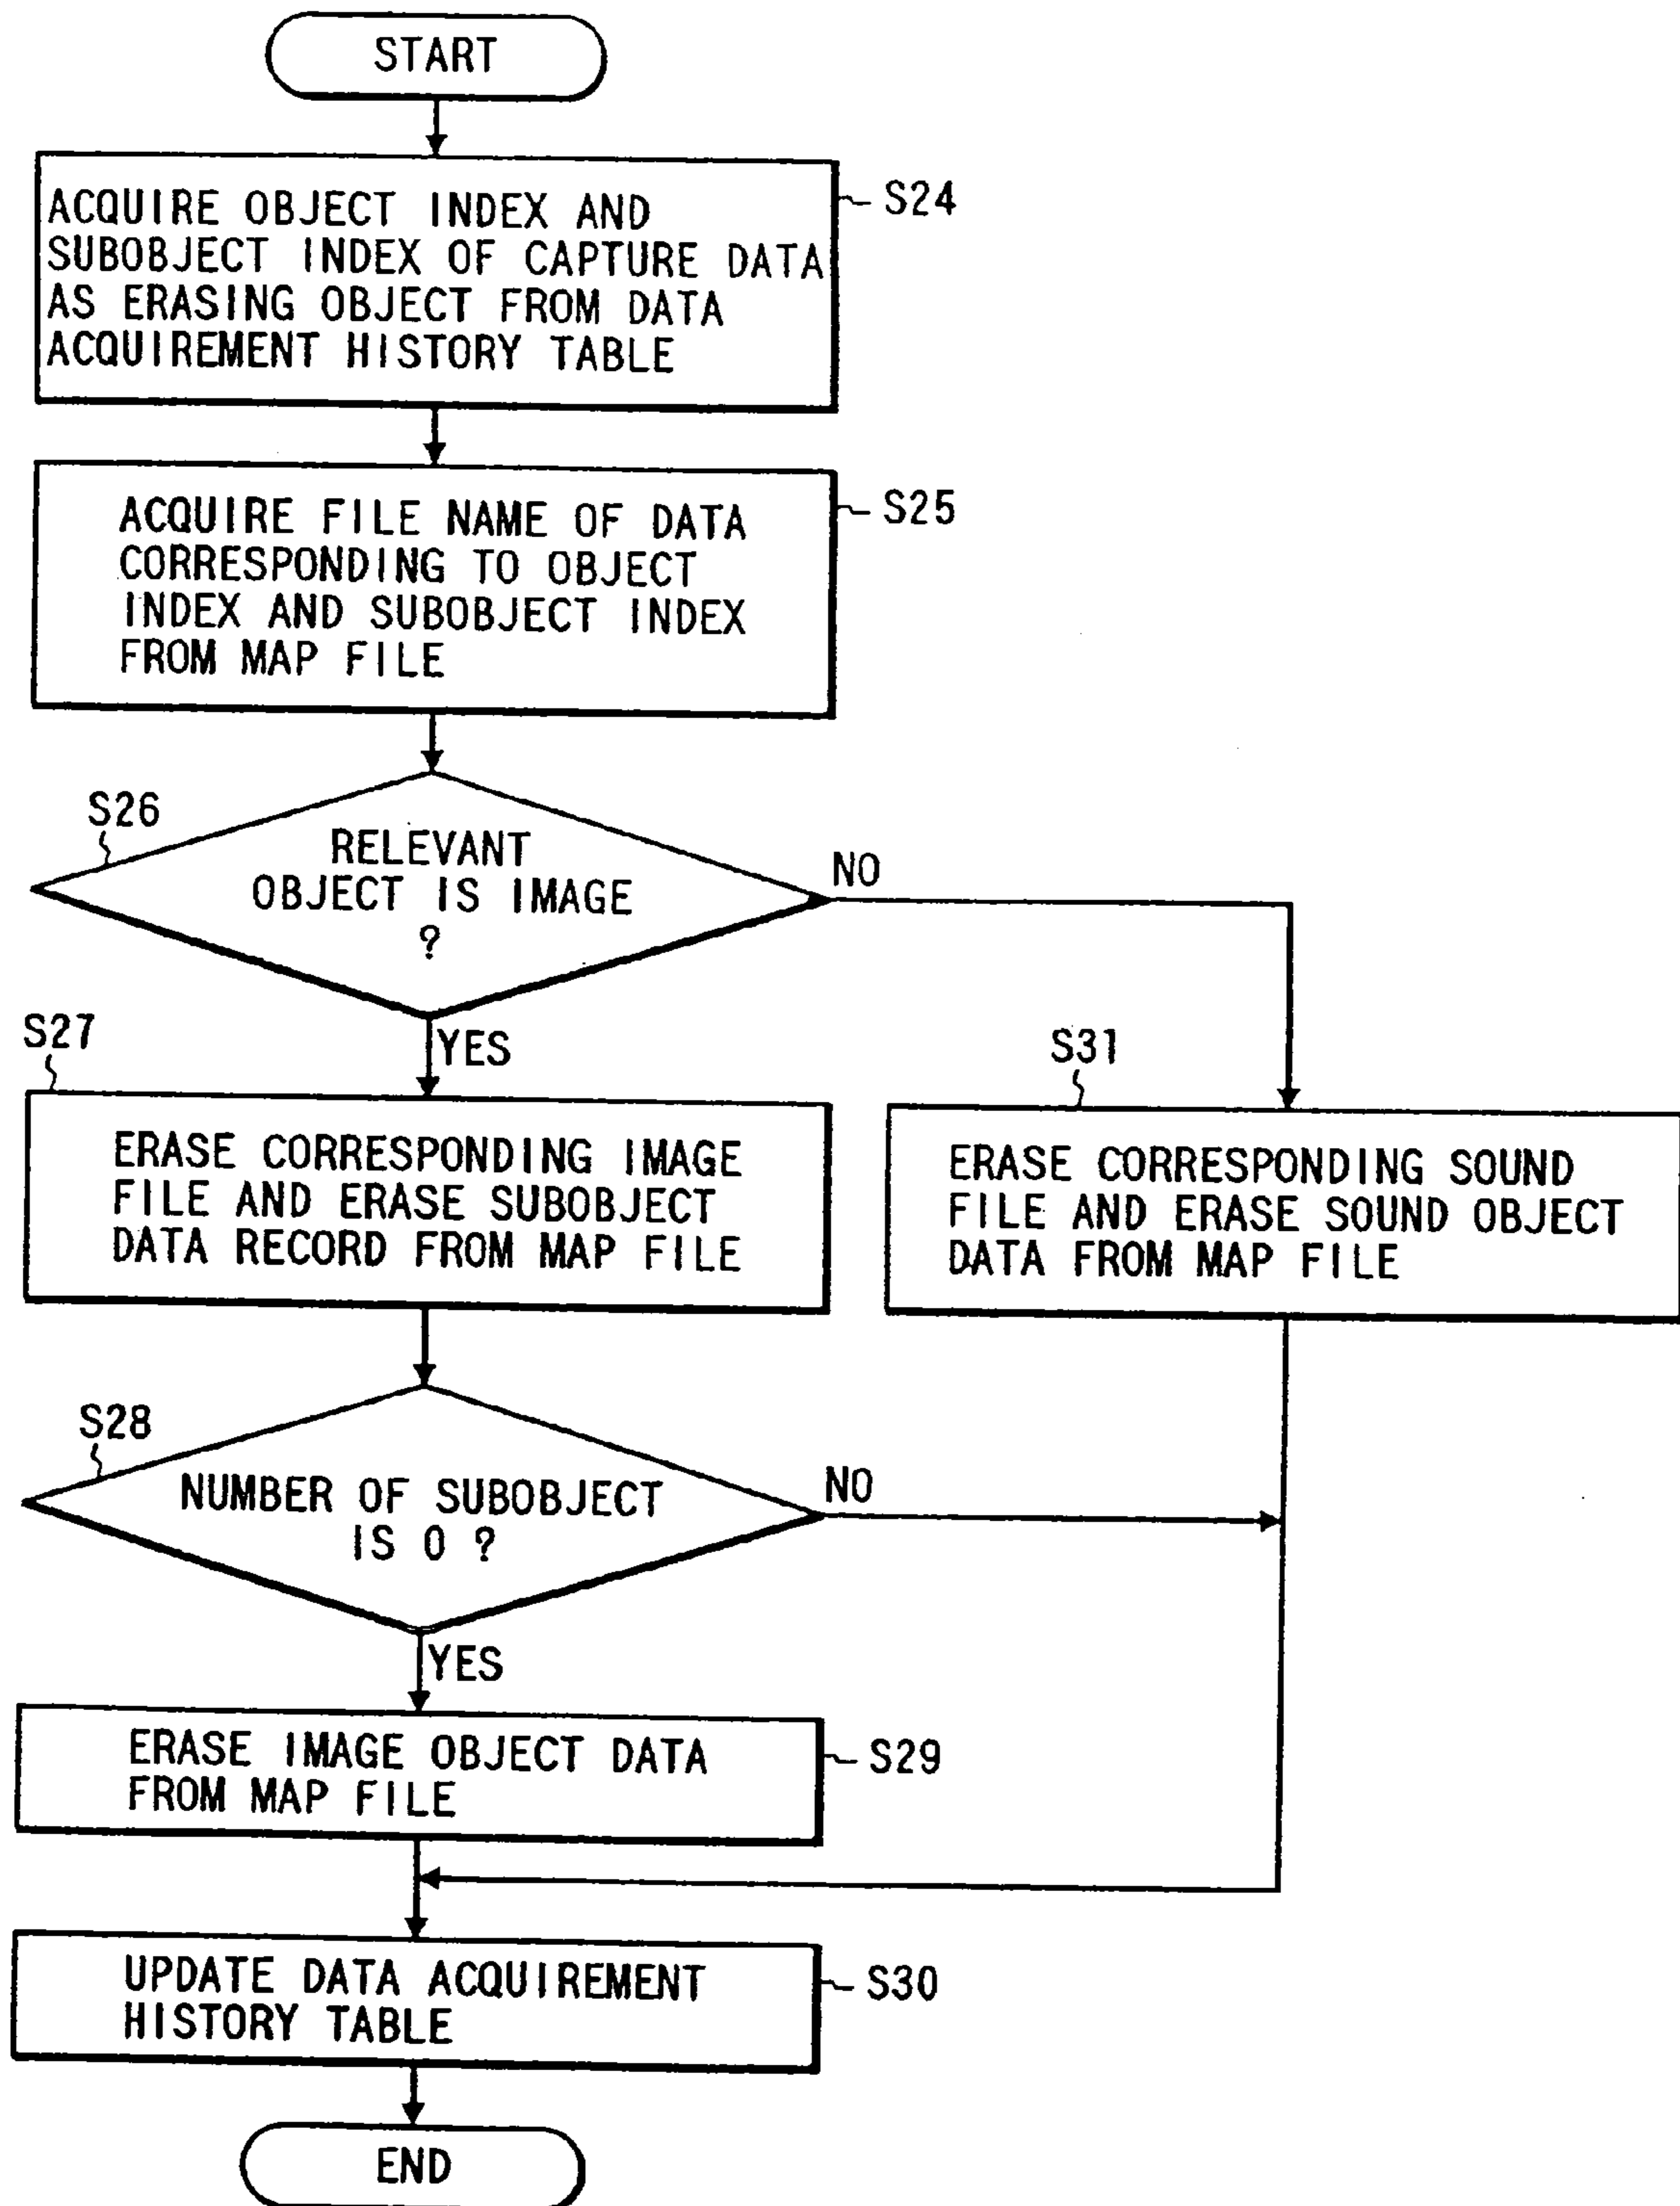 START
ACQUIRE OBJECT INDEX AND
SUBOBJECT INDEX OF CAPTURE DATA
AS ERASING OBJECT FROM DATA
ACQUIREMENT HISTORY TABLE
S24
ACQUIRE FILE NAME OF DATA
CORRESPONDING TO OBJECT
INDEX AND SUBOBJECT INDEX
FROM MAP FILE
S25
S26
RELEVANT
OBJECT IS IMAGE
?
NO
YES
S27
ERASE CORRESPONDING IMAGE
FILE AND ERASE SUBOBJECT
DATA RECORD FROM MAP FILE
S31
ERASE CORRESPONDING SOUND
FILE AND ERASE SOUND OBJECT
DATA FROM MAP FILE
S28
NUMBER OF SUBOBJECT
IS 0 ?
NO
YES
ERASE IMAGE OBJECT DATA
FROM MAP FILE
S29
UPDATE DATA ACQUIREMENT
HISTORY TABLE
S30
END